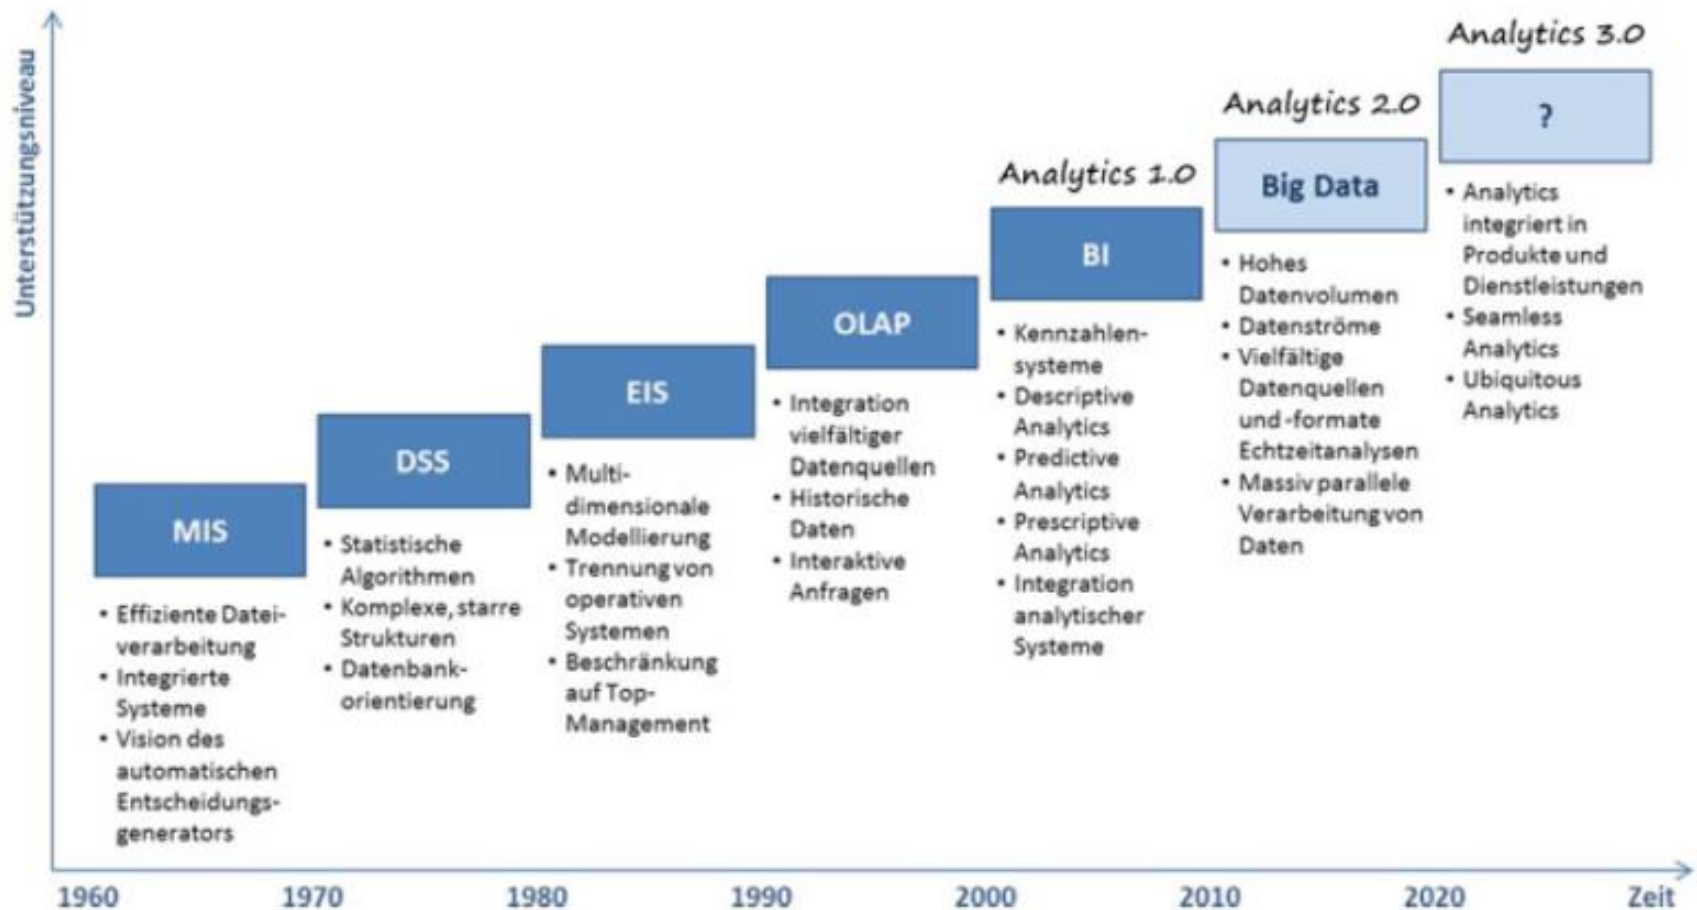 Unterstützungsniveau
MIS
• Effiziente Datei-
verarbeitung
• Integrierte
Systeme
• Vision des
automatischen
Entscheidungs-
generators
DSS
• Statistische
Algorithmen
• Komplexe, starre
Strukturen
• Datenbank-
orientierung
EIS
• Multi-
dimensionale
Modellierung
• Trennung von
operativen
Systemen
• Beschränkung
auf Top-
Management
OLAP
• Integration
vielfältiger
Datenquellen
• Historische
Daten
• Interaktive
Anfragen
Analytics 1.0
BI
• Kennzahlen-
systeme
• Descriptive
Analytics
• Predictive
Analytics
• Prescriptive
Analytics
• Integration
analytischer
Systeme
Analytics 2.0
Big Data
• Hohes
Datenvolumen
• Datenströme
• Vielfältige
Datenquellen
und -formate
Echtzeitanalysen
• Massiv parallele
Verarbeitung von
Daten
Analytics 3.0
?
• Analytics
integriert in
Produkte und
Dienstleistungen
• Seamless
Analytics
• Ubiquitous
Analytics
1960 1970 1980 1990 2000 2010 2020 Zeit